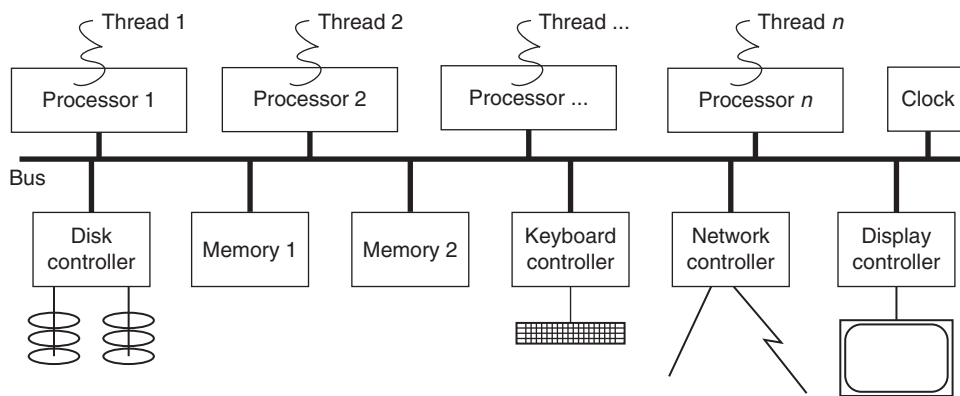 Thread 1
Thread 2
Thread ...
Thread n
Processor 1
Processor 2
Processor ...
Processor n
Clock
Bus
Disk
controller
Memory 1
Memory 2
Keyboard
controller
Network
controller
Display
controller